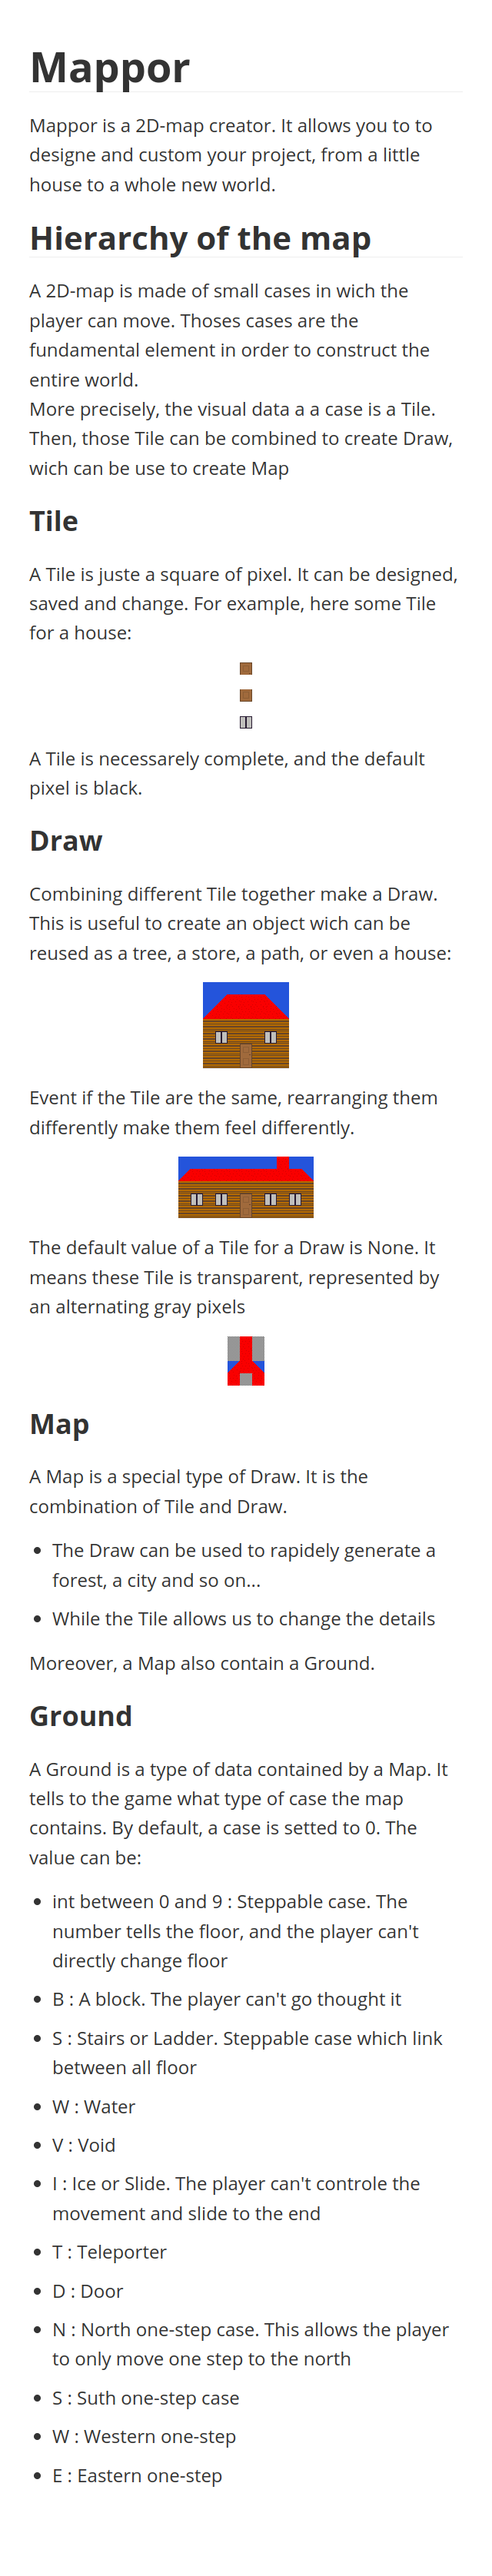 Mappor
Mappor is a 2D-map creator. It allows you to to
designe and custom your project, from a little
house to a whole new world.
Hierarchy of the map
A 2D-map is made of small cases in wich the
player can move. Thoses cases are the
fundamental element in order to construct the
entire world.
More precisely, the visual data a a case is a Tile.
Then, those Tile can be combined to create Draw,
wich can be use to create Map
Tile
A Tile is juste a square of pixel. It can be designed,
saved and change. For example, here some Tile
for a house:
A Tile is necessarely complete, and the default
pixel is black.
Draw
Combining different Tile together make a Draw.
This is useful to create an object wich can be
reused as a tree, a store, a path, or even a house:
Event if the Tile are the same, rearranging them
differently make them feel differently.
The default value of a Tile for a Draw is None. It
means these Tile is transparent, represented by
an alternating gray pixels
Map
A Map is a special type of Draw. It is the
combination of Tile and Draw.
• The Draw can be used to rapidely generate a
forest, a city and so on...
• While the Tile allows us to change the details
Moreover, a Map also contain a Ground.
Ground
A Ground is a type of data contained by a Map. It
tells to the game what type of case the map
contains. By default, a case is setted to 0. The
value can be:
• int between 0 and 9 : Steppable case. The
number tells the floor, and the player can't
directly change floor
• B : A block. The player can't go thought it
• S : Stairs or Ladder. Steppable case which link
between all floor
• W : Water
• V : Void
• I : Ice or Slide. The player can't controle the
movement and slide to the end
• T : Teleporter
• D : Door
• N : North one-step case. This allows the player
to only move one step to the north
• S : Suth one-step case
• W : Western one-step
• E : Eastern one-step